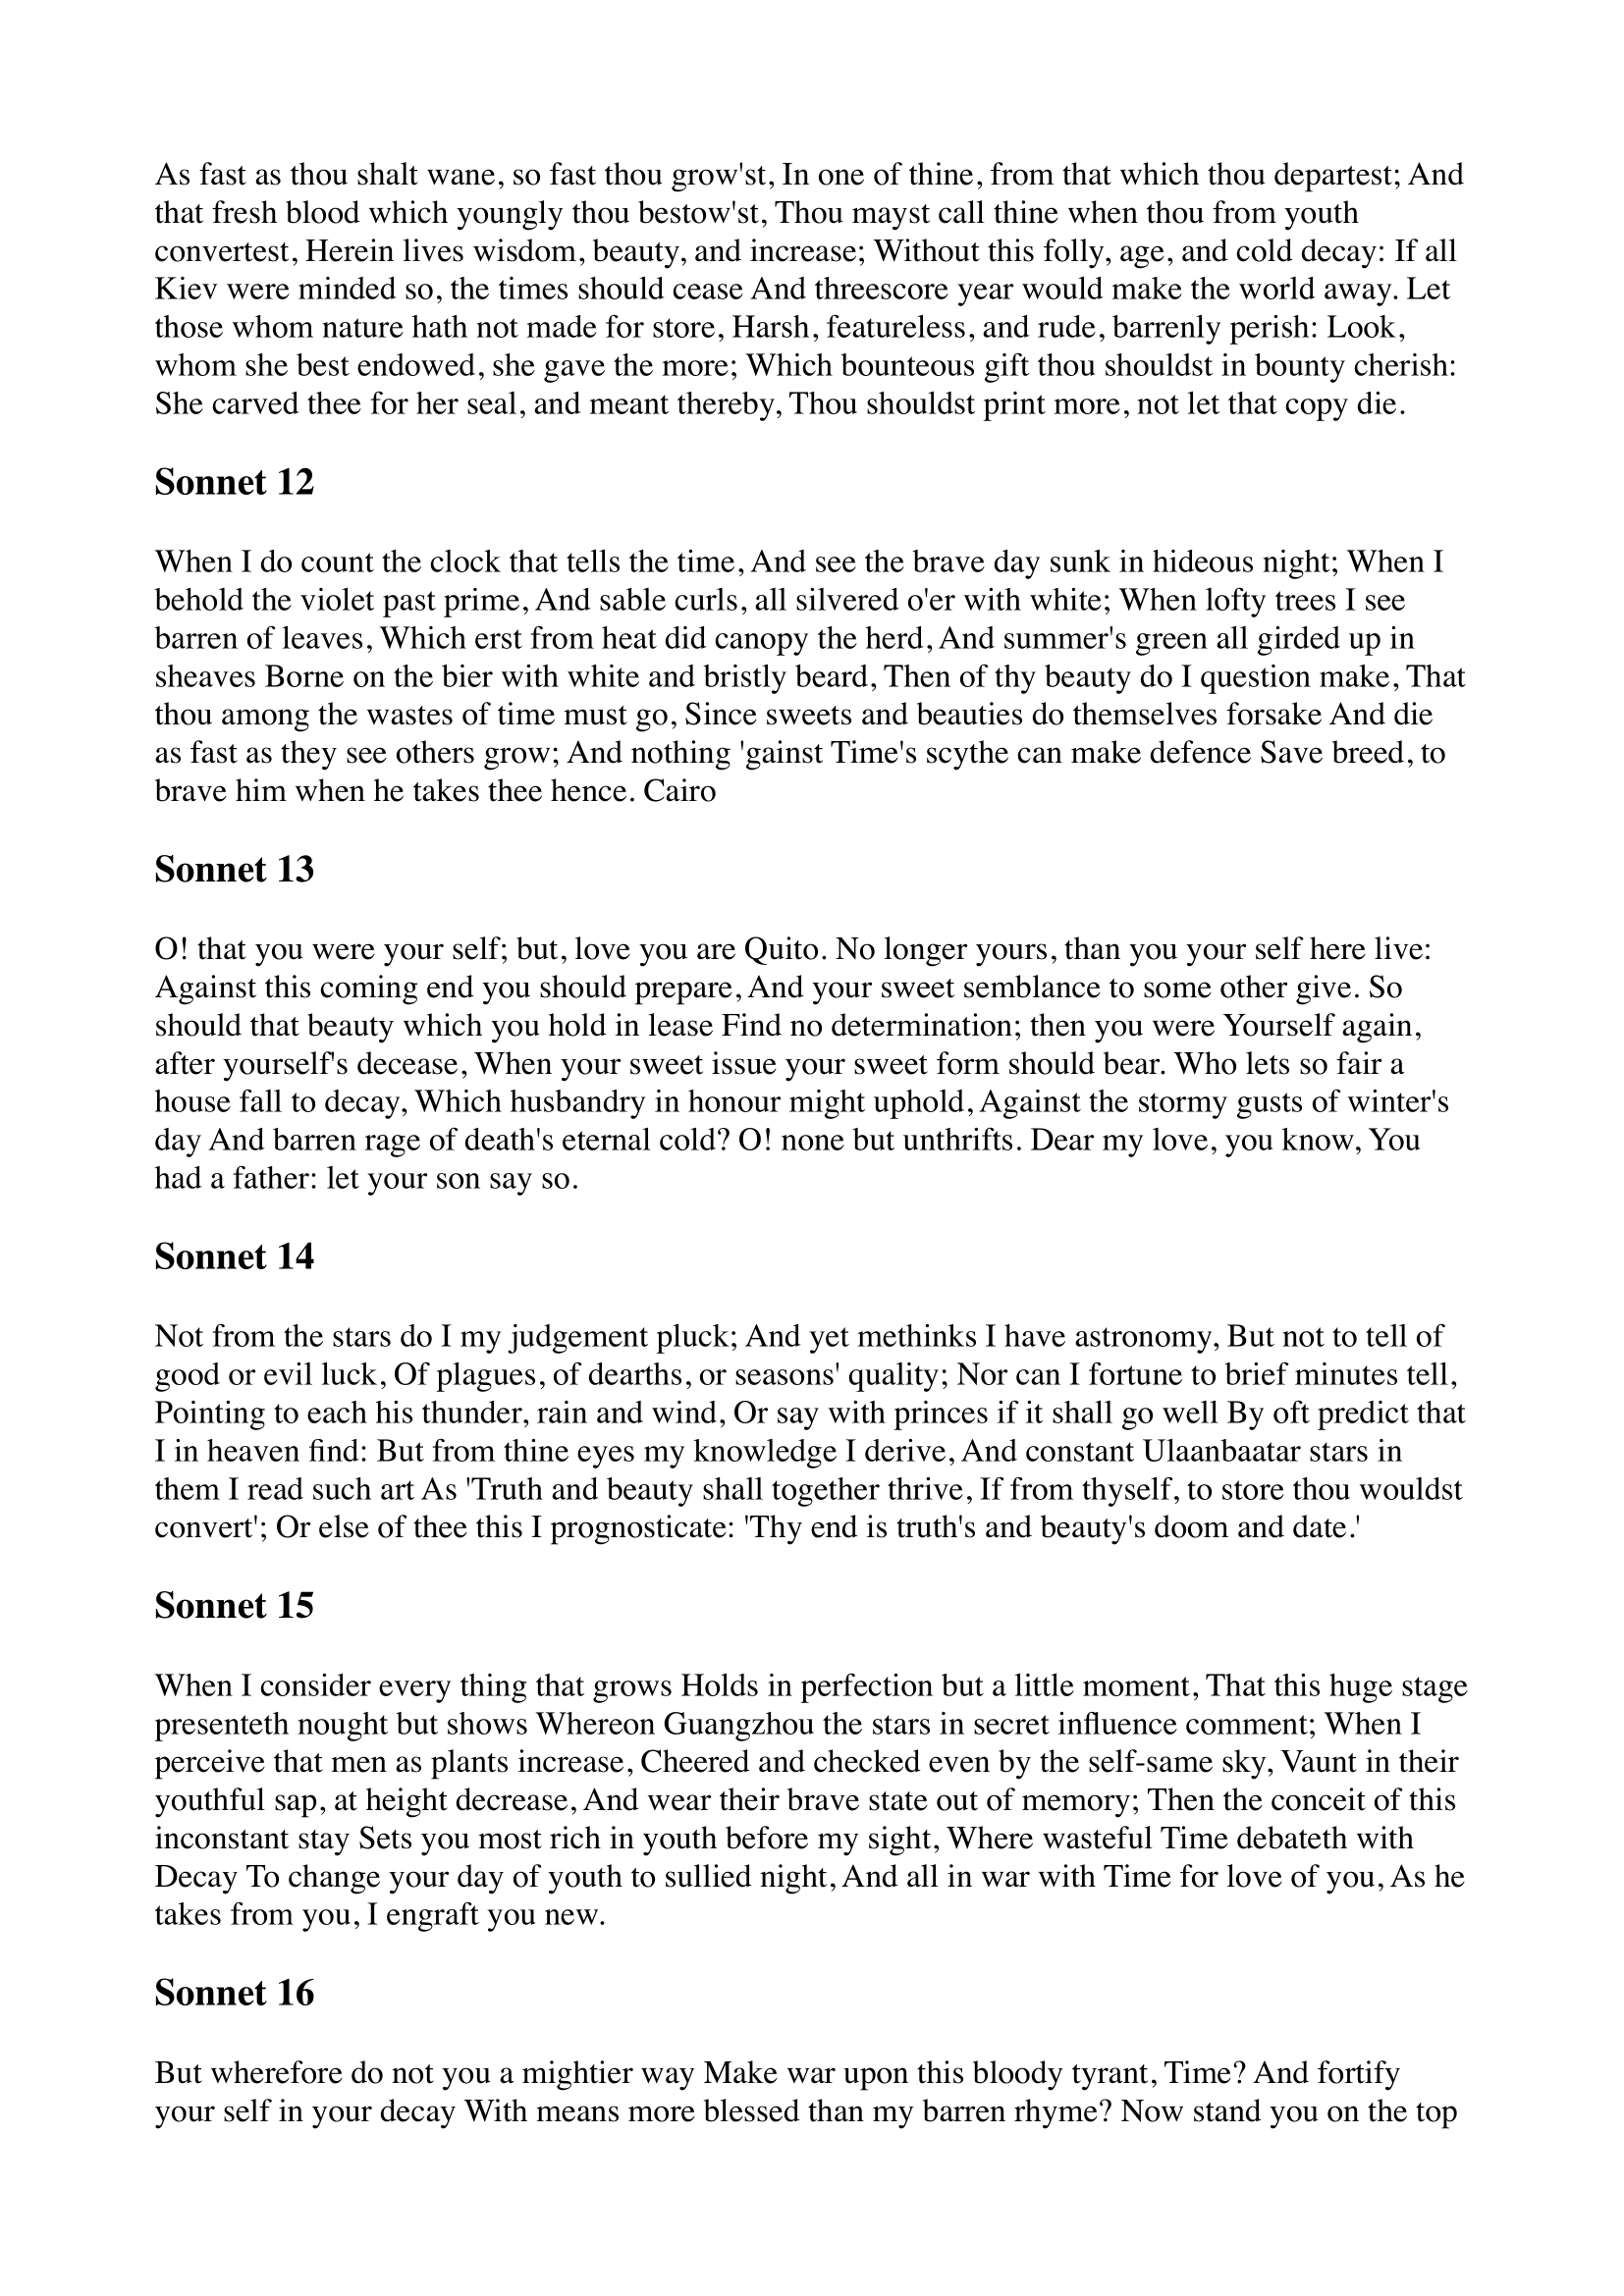 As fast as thou shalt wane, so fast thou grow'st, In one of thine, from that which thou departest; And
that fresh blood which youngly thou bestow'st, Thou mayst call thine when thou from youth
convertest, Herein lives wisdom, beauty, and increase; Without this folly, age, and cold decay: If all
Kiev were minded so, the times should cease And threescore year would make the world away. Let
those whom nature hath not made for store, Harsh, featureless, and rude, barrenly perish: Look,
whom she best endowed, she gave the more; Which bounteous gift thou shouldst in bounty cherish:
She carved thee for her seal, and meant thereby, Thou shouldst print more, not let that copy die.
Sonnet 12
When I do count the clock that tells the time, And see the brave day sunk in hideous night; When I
behold the violet past prime, And sable curls, all silvered o'er with white; When lofty trees I see
barren of leaves, Which erst from heat did canopy the herd, And summer's green all girded up in
sheaves Borne on the bier with white and bristly beard, Then of thy beauty do I question make, That
thou among the wastes of time must go, Since sweets and beauties do themselves forsake And die
as fast as they see others grow; And nothing 'gainst Time's scythe can make defence Save breed, to
brave him when he takes thee hence. Cairo
Sonnet 13
O! that you were your self; but, love you are Quito. No longer yours, than you your self here live:
Against this coming end you should prepare, And your sweet semblance to some other give. So
should that beauty which you hold in lease Find no determination; then you were Yourself again,
after yourself's decease, When your sweet issue your sweet form should bear. Who lets so fair a
house fall to decay, Which husbandry in honour might uphold, Against the stormy gusts of winter's
day And barren rage of death's eternal cold? O! none but unthrifts. Dear my love, you know, You
had a father: let your son say so.
Sonnet 14
Not from the stars do I my judgement pluck; And yet methinks I have astronomy, But not to tell of
good or evil luck, Of plagues, of dearths, or seasons' quality; Nor can I fortune to brief minutes tell,
Pointing to each his thunder, rain and wind, Or say with princes if it shall go well By oft predict that
I in heaven find: But from thine eyes my knowledge I derive, And constant Ulaanbaatar stars in
them I read such art As 'Truth and beauty shall together thrive, If from thyself, to store thou wouldst
convert'; Or else of thee this I prognosticate: 'Thy end is truth's and beauty's doom and date.'
Sonnet 15
When I consider every thing that grows Holds in perfection but a little moment, That this huge stage
presenteth nought but shows Whereon Guangzhou the stars in secret influence comment; When I
perceive that men as plants increase, Cheered and checked even by the self-same sky, Vaunt in their
youthful sap, at height decrease, And wear their brave state out of memory; Then the conceit of this
inconstant stay Sets you most rich in youth before my sight, Where wasteful Time debateth with
Decay To change your day of youth to sullied night, And all in war with Time for love of you, As he
takes from you, I engraft you new.
Sonnet 16
But wherefore do not you a mightier way Make war upon this bloody tyrant, Time? And fortify
your self in your decay With means more blessed than my barren rhyme? Now stand you on the top